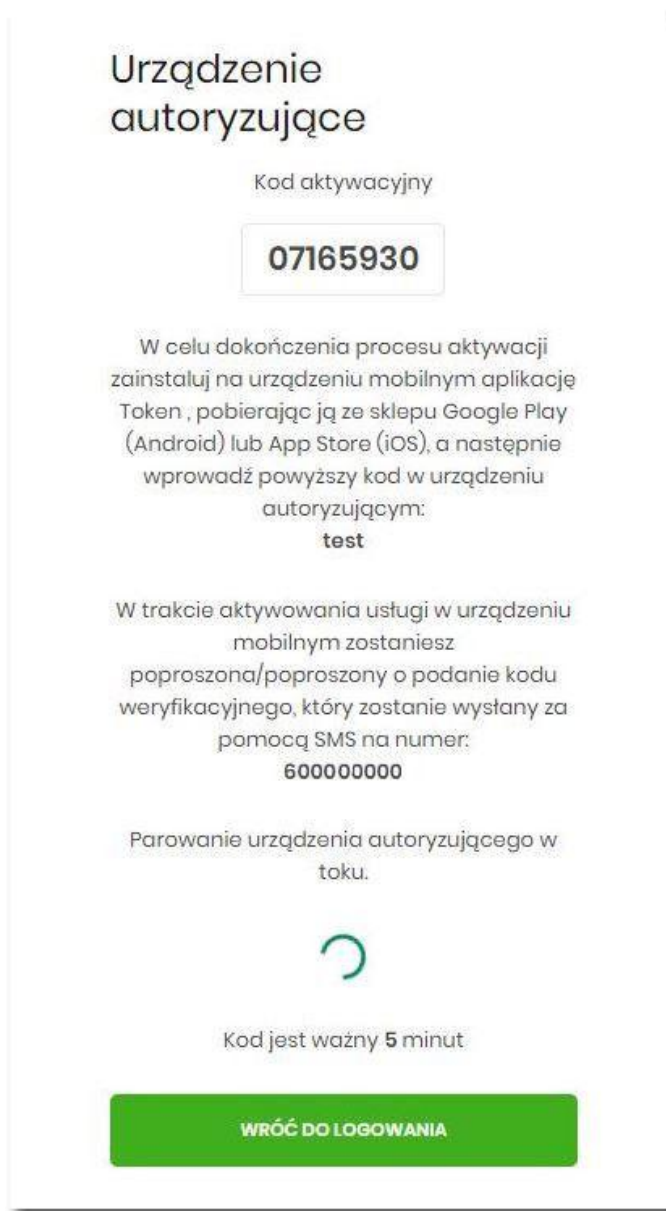 Urządzenie
autoryzujące
Kod aktywacyjny
07165930
W celu dokończenia procesu aktywacji
zainstaluj na urządzeniu mobilnym aplikację
Token , pobierając ją ze sklepu Google Play
(Android) lub App Store (iOS), a następnie
wprowadź powyższy kod w urządzeniu
autoryzującym:
test
W trakcie aktywowania usługi w urządzeniu
mobilnym zostaniesz
poproszona/poproszony o podanie kodu
weryfikacyjnego, który zostanie wysłany za
pomocą SMS na numer:
600000000
Parowanie urządzenia autoryzującego w
toku.
Kod jest ważny 5 minut
WRÓĆ DO LOGOWANIA